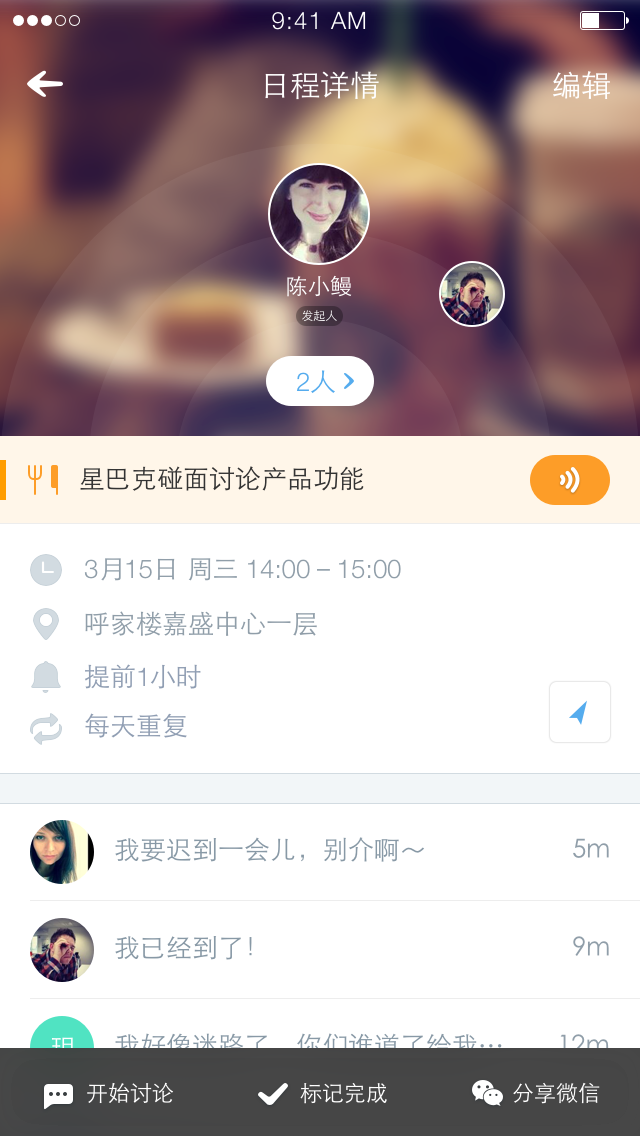 9:41 AM
日程详情
编辑
陈小鳗
发起人
2人
星巴克碰面讨论产品功能
3月15日 周三 14:00 – 15:00
呼家楼嘉盛中心一层
提前1小时
每天重复
我要迟到一会儿，别介啊～
5m
我已经到了！
9m
我好像迷路了，你们谁道了给我…
12m
开始讨论
标记完成
分享微信